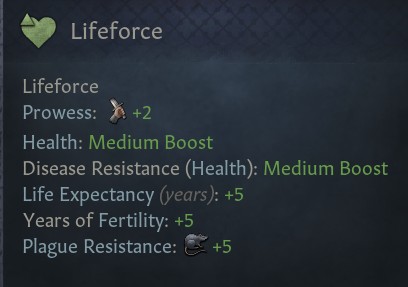 Lifeforce
Lifeforce
Prowess: +2
Health: Medium Boost
Disease Resistance (Health): Medium Boost
Life Expectancy (years): +5
Years of Fertility: +5
Plague Resistance: +5